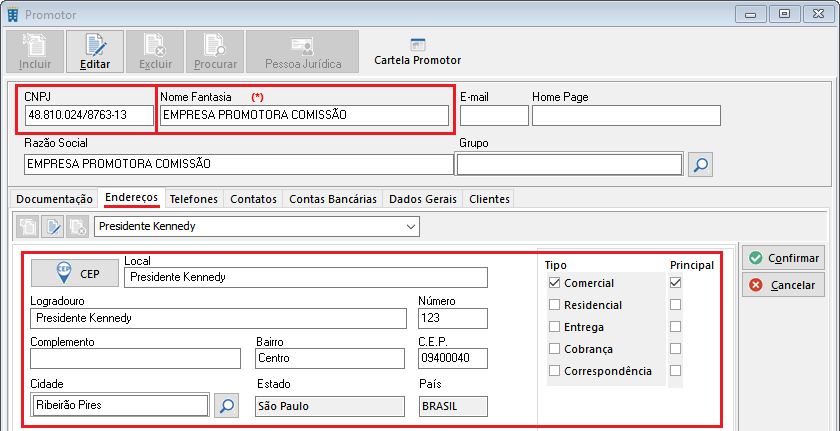 Promotor
Incluir Editar Excluir Procurar Pessoa Jurídica Cartela Promotor
CNPJ Nome Fantasia (*) E-mail Home Page
48.810.024/8763-13 EMPRESA PROMOTORA COMISSÃO
Razão Social Grupo
EMPRESA PROMOTORA COMISSÃO
Documentação Endereços Telefones Contatos Contas Bancárias Dados Gerais Clientes
Presidente Kennedy
CEP CEP
Local
Presidente Kennedy
Logradouro Número
Presidente Kennedy 123
Complemento Bairro C.E.P.
Centro 09400040
Cidade Estado País
Ribeirão Pires São Paulo BRASIL
Tipo Principal
Comercial
Residencial
Entrega
Cobrança
Correspondência
Confirmar
Cancelar